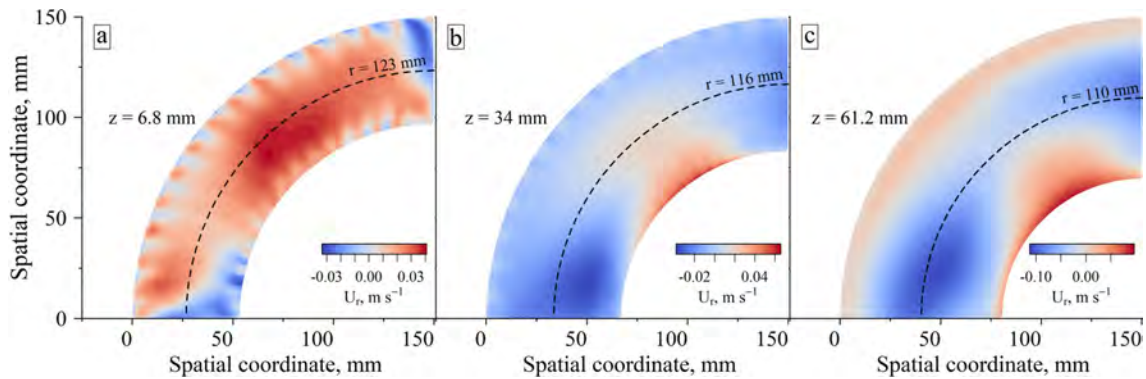 a
b
c
150
100
50
0
Spatial coordinate, mm
r = 123 mm
z = 6.8 mm
-0.03 0.00 0.03
Uᵣ, m s⁻¹
0 50 100 150
Spatial coordinate, mm
r = 116 mm
z = 34 mm
-0.02 0.04
Uᵣ, m s⁻¹
0 50 100 150
Spatial coordinate, mm
r = 110 mm
z = 61.2 mm
-0.10 0.00
Uᵣ, m s⁻¹
0 50 100 150
Spatial coordinate, mm